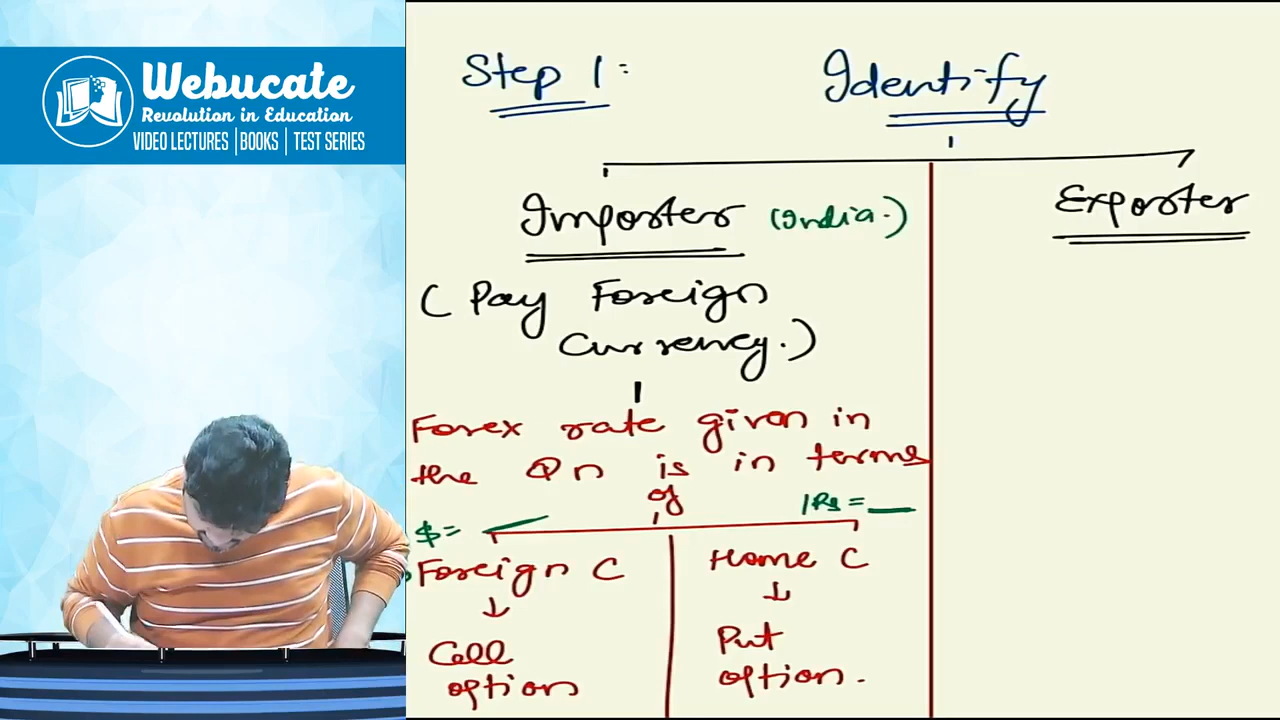 Webucate
Revolution in Education
VIDEO LECTURES | BOOKS | TEST SERIES
Step 1:
Identify
Importer (India.)
Exporter
(Pay Foreign
Currency.)
Forex rate given in
the Qn is in terms
of
$ =
1Rs = __
Foreign C
Home C
Call
option
Put
option.